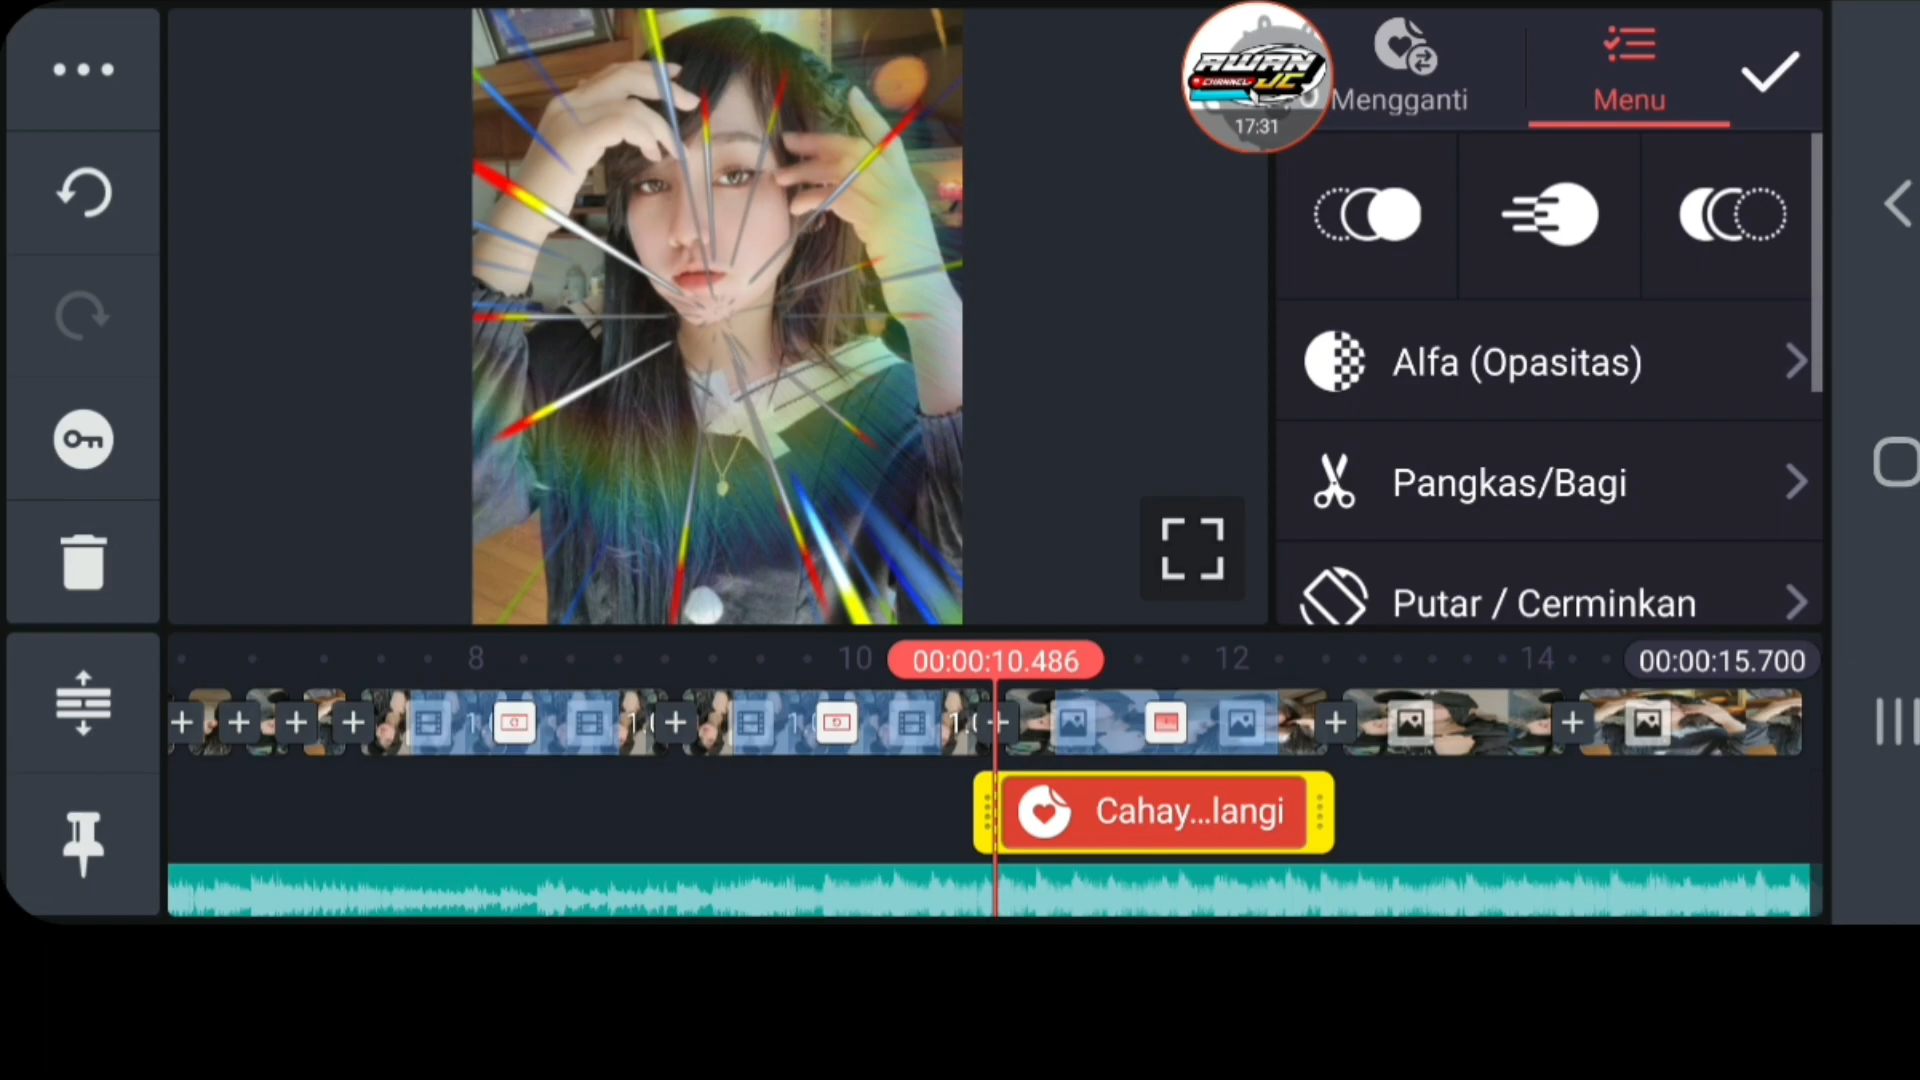 AWAN
CHANNEL JC
17:31
Mengganti
Menu
Alfa (Opasitas)
Pangkas/Bagi
Putar / Cerminkan
8
10
00:00:10.486
12
14
00:00:15.700
Cahay...langi